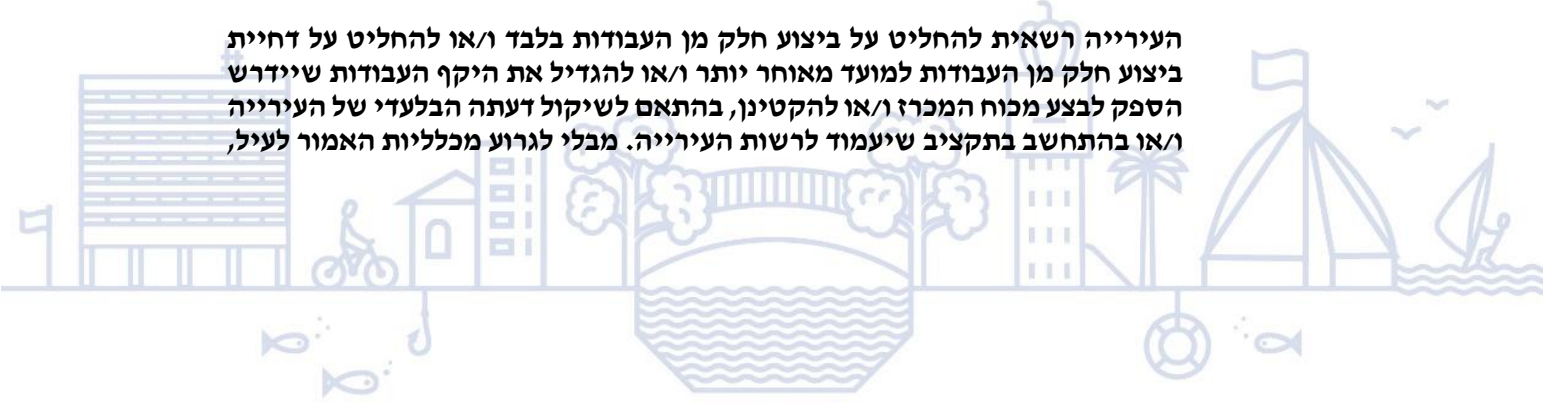 העירייה רשאית להחליט על ביצוע חלק מן העבודות בלבד ו/או להחליט על דחיית
ביצוע חלק מן העבודות למועד מאוחר יותר ו/או להגדיל את היקף העבודות שיידרש
הספק לבצע מכוח המכרז ו/או להקטינן, בהתאם לשיקול דעתה הבלעדי של העירייה
ו/או בהתחשב בתקציב שיעמוד לרשות העירייה. מבלי לגרוע מכלליות האמור לעיל,